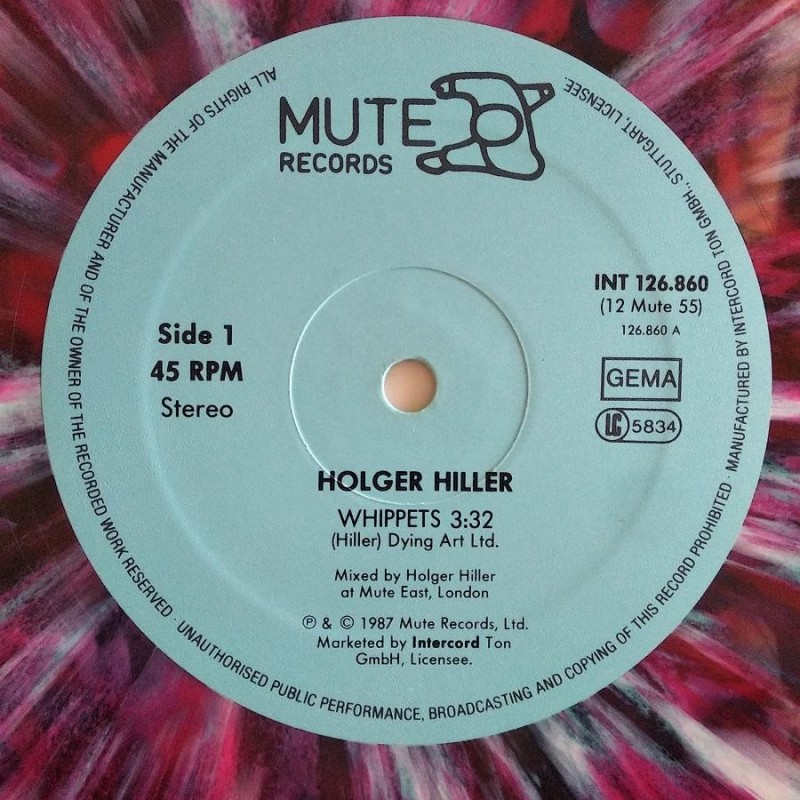 MUTE
RECORDS
INT 126.860
(12 Mute 55)
126.860 A
GEMA
LC 5834
Side 1
45 RPM
Stereo
HOLGER HILLER
WHIPPETS 3:32
(Hiller) Dying Art Ltd.
Mixed by Holger Hiller
at Mute East, London
℗ & © 1987 Mute Records, Ltd.
Marketed by Intercord Ton
GmbH, Licensee.
ALL RIGHTS OF THE MANUFACTURER AND OF THE OWNER OF THE RECORDED WORK RESERVED · UNAUTHORISED PUBLIC PERFORMANCE, BROADCASTING AND COPYING OF THIS RECORD PROHIBITED · MANUFACTURED BY INTERCORD TON GMBH., STUTTGART, LICENSEE.